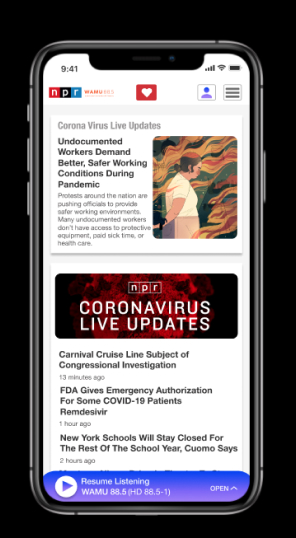 9:41
npr WAMU 88.5
Corona Virus Live Updates
Undocumented
Workers Demand
Better, Safer Working
Conditions During
Pandemic
Protests around the nation are
pushing officials to provide
safer working environments.
Many undocumented workers
don't have access to protective
equipment, paid sick time, or
health care.
npr
CORONAVIRUS
LIVE UPDATES
Carnival Cruise Line Subject of
Congressional Investigation
13 minutes ago
FDA Gives Emergency Authorization
For Some COVID-19 Patients
Remdesivir
1 hour ago
New York Schools Will Stay Closed For
The Rest Of The School Year, Cuomo Says
2 hours ago
Resume Listening
WAMU 88.5 (HD 88.5-1)
OPEN